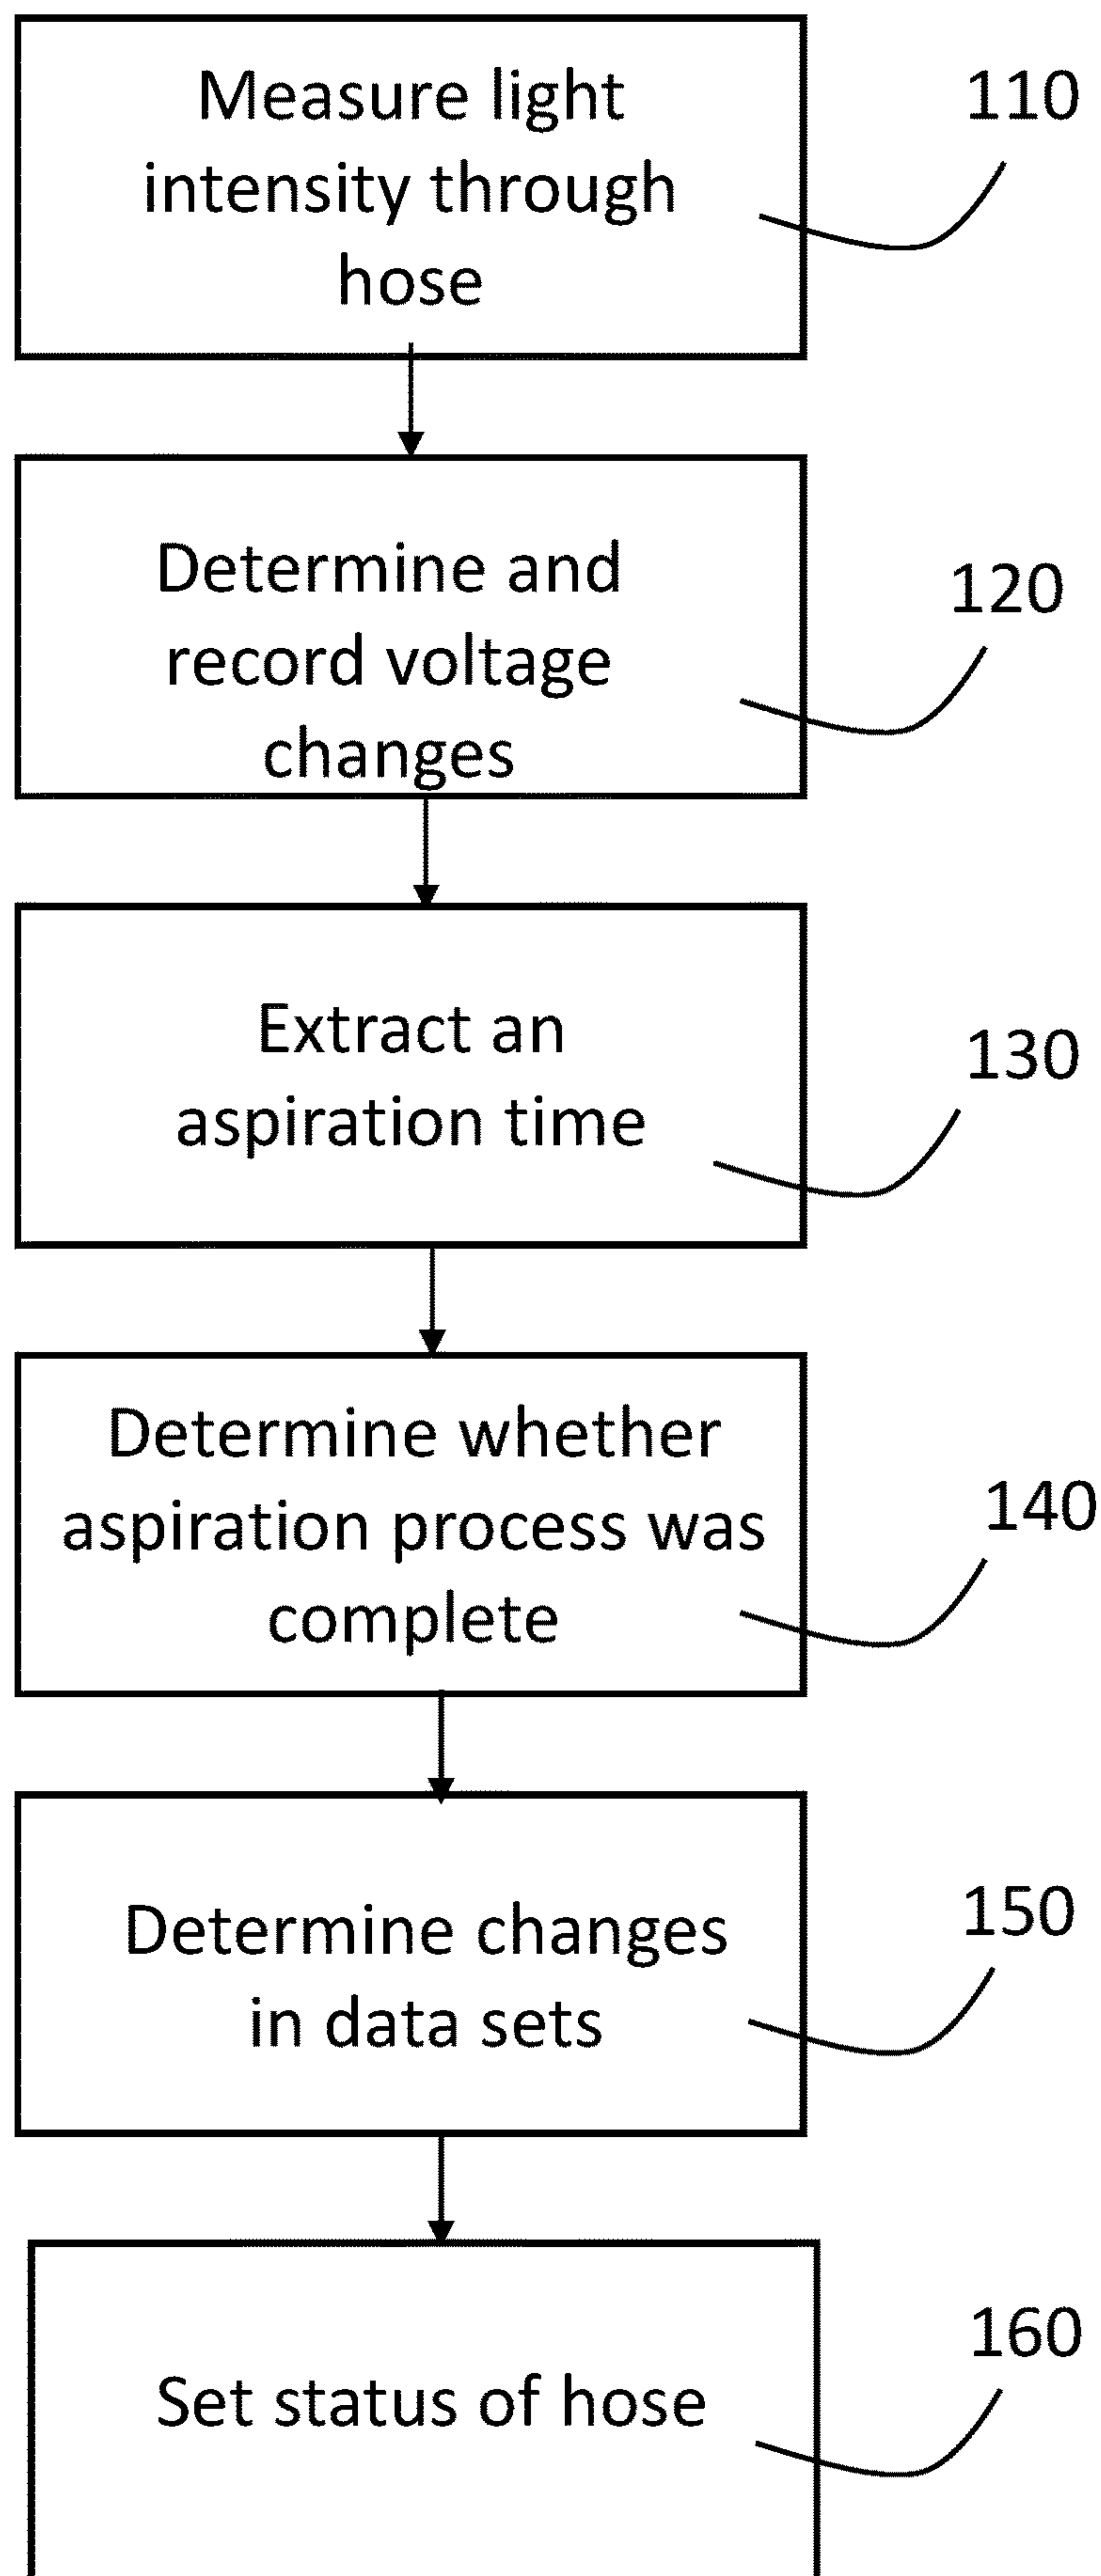 Measure light
intensity through
hose
110
Determine and
record voltage
changes
120
Extract an
aspiration time
130
Determine whether
aspiration process was
complete
140
Determine changes
in data sets
150
Set status of hose
160